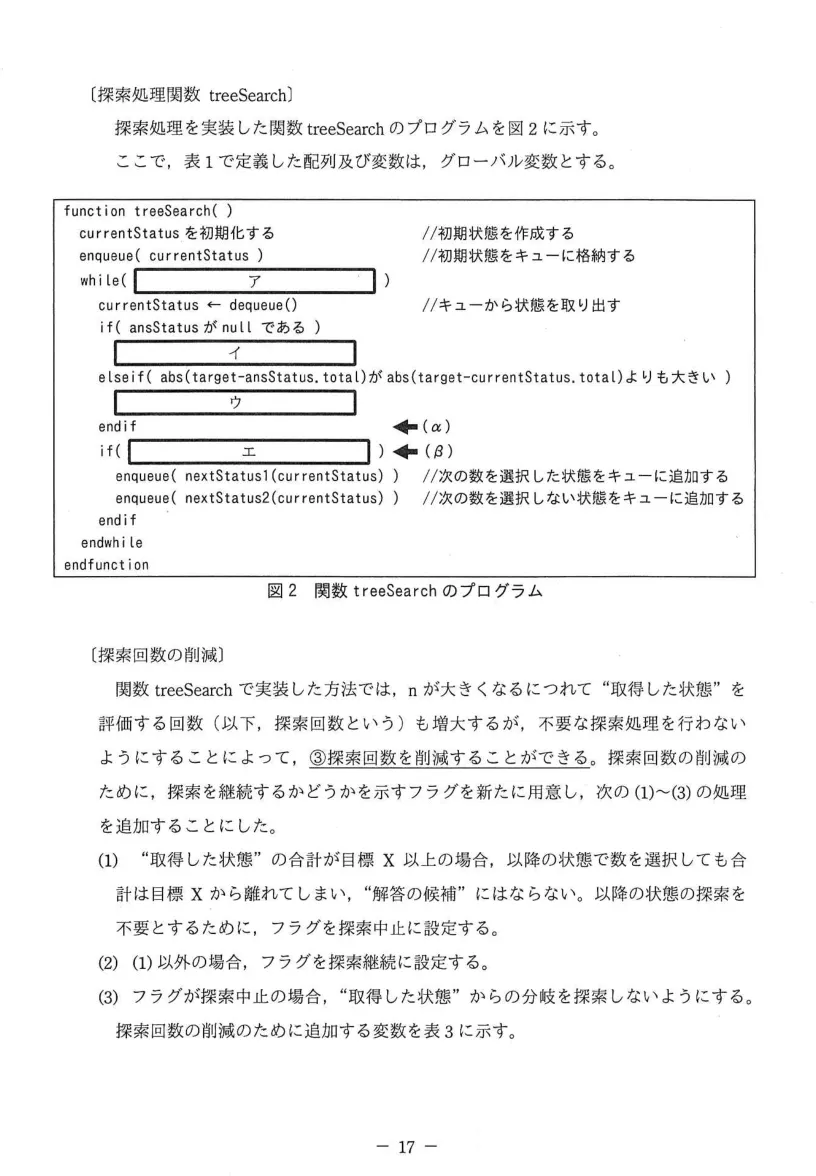 〔探索処理関数 treeSearch〕
探索処理を実装した関数 treeSearch のプログラムを図 2 に示す。
ここで，表 1 で定義した配列及び変数は，グローバル変数とする。
function treeSearch( )
currentStatus を初期化する //初期状態を作成する
enqueue( currentStatus ) //初期状態をキューに格納する
while( ア )
currentStatus ← dequeue() //キューから状態を取り出す
if( ansStatus が null である )
イ
elseif( abs(target-ansStatus.total)が abs(target-currentStatus.total)よりも大きい )
ウ
endif ←(α)
if( エ ) ←(β)
enqueue( nextStatus1(currentStatus) ) //次の数を選択した状態をキューに追加する
enqueue( nextStatus2(currentStatus) ) //次の数を選択しない状態をキューに追加する
endif
endwhile
endfunction
図 2 関数 treeSearch のプログラム
〔探索回数の削減〕
関数 treeSearch で実装した方法では，n が大きくなるにつれて “取得した状態” を
評価する回数（以下，探索回数という）も増大するが，不要な探索処理を行わない
ようにすることによって，③探索回数を削減することができる。探索回数の削減の
ために，探索を継続するかどうかを示すフラグを新たに用意し，次の (1)～(3) の処理
を追加することにした。
(1) “取得した状態” の合計が目標 X 以上の場合，以降の状態で数を選択しても合
計は目標 X から離れてしまい，“解答の候補” にはならない。以降の状態の探索を
不要とするために，フラグを探索中止に設定する。
(2) (1) 以外の場合，フラグを探索継続に設定する。
(3) フラグが探索中止の場合，“取得した状態” からの分岐を探索しないようにする。
探索回数の削減のために追加する変数を表 3 に示す。
－ 17 －